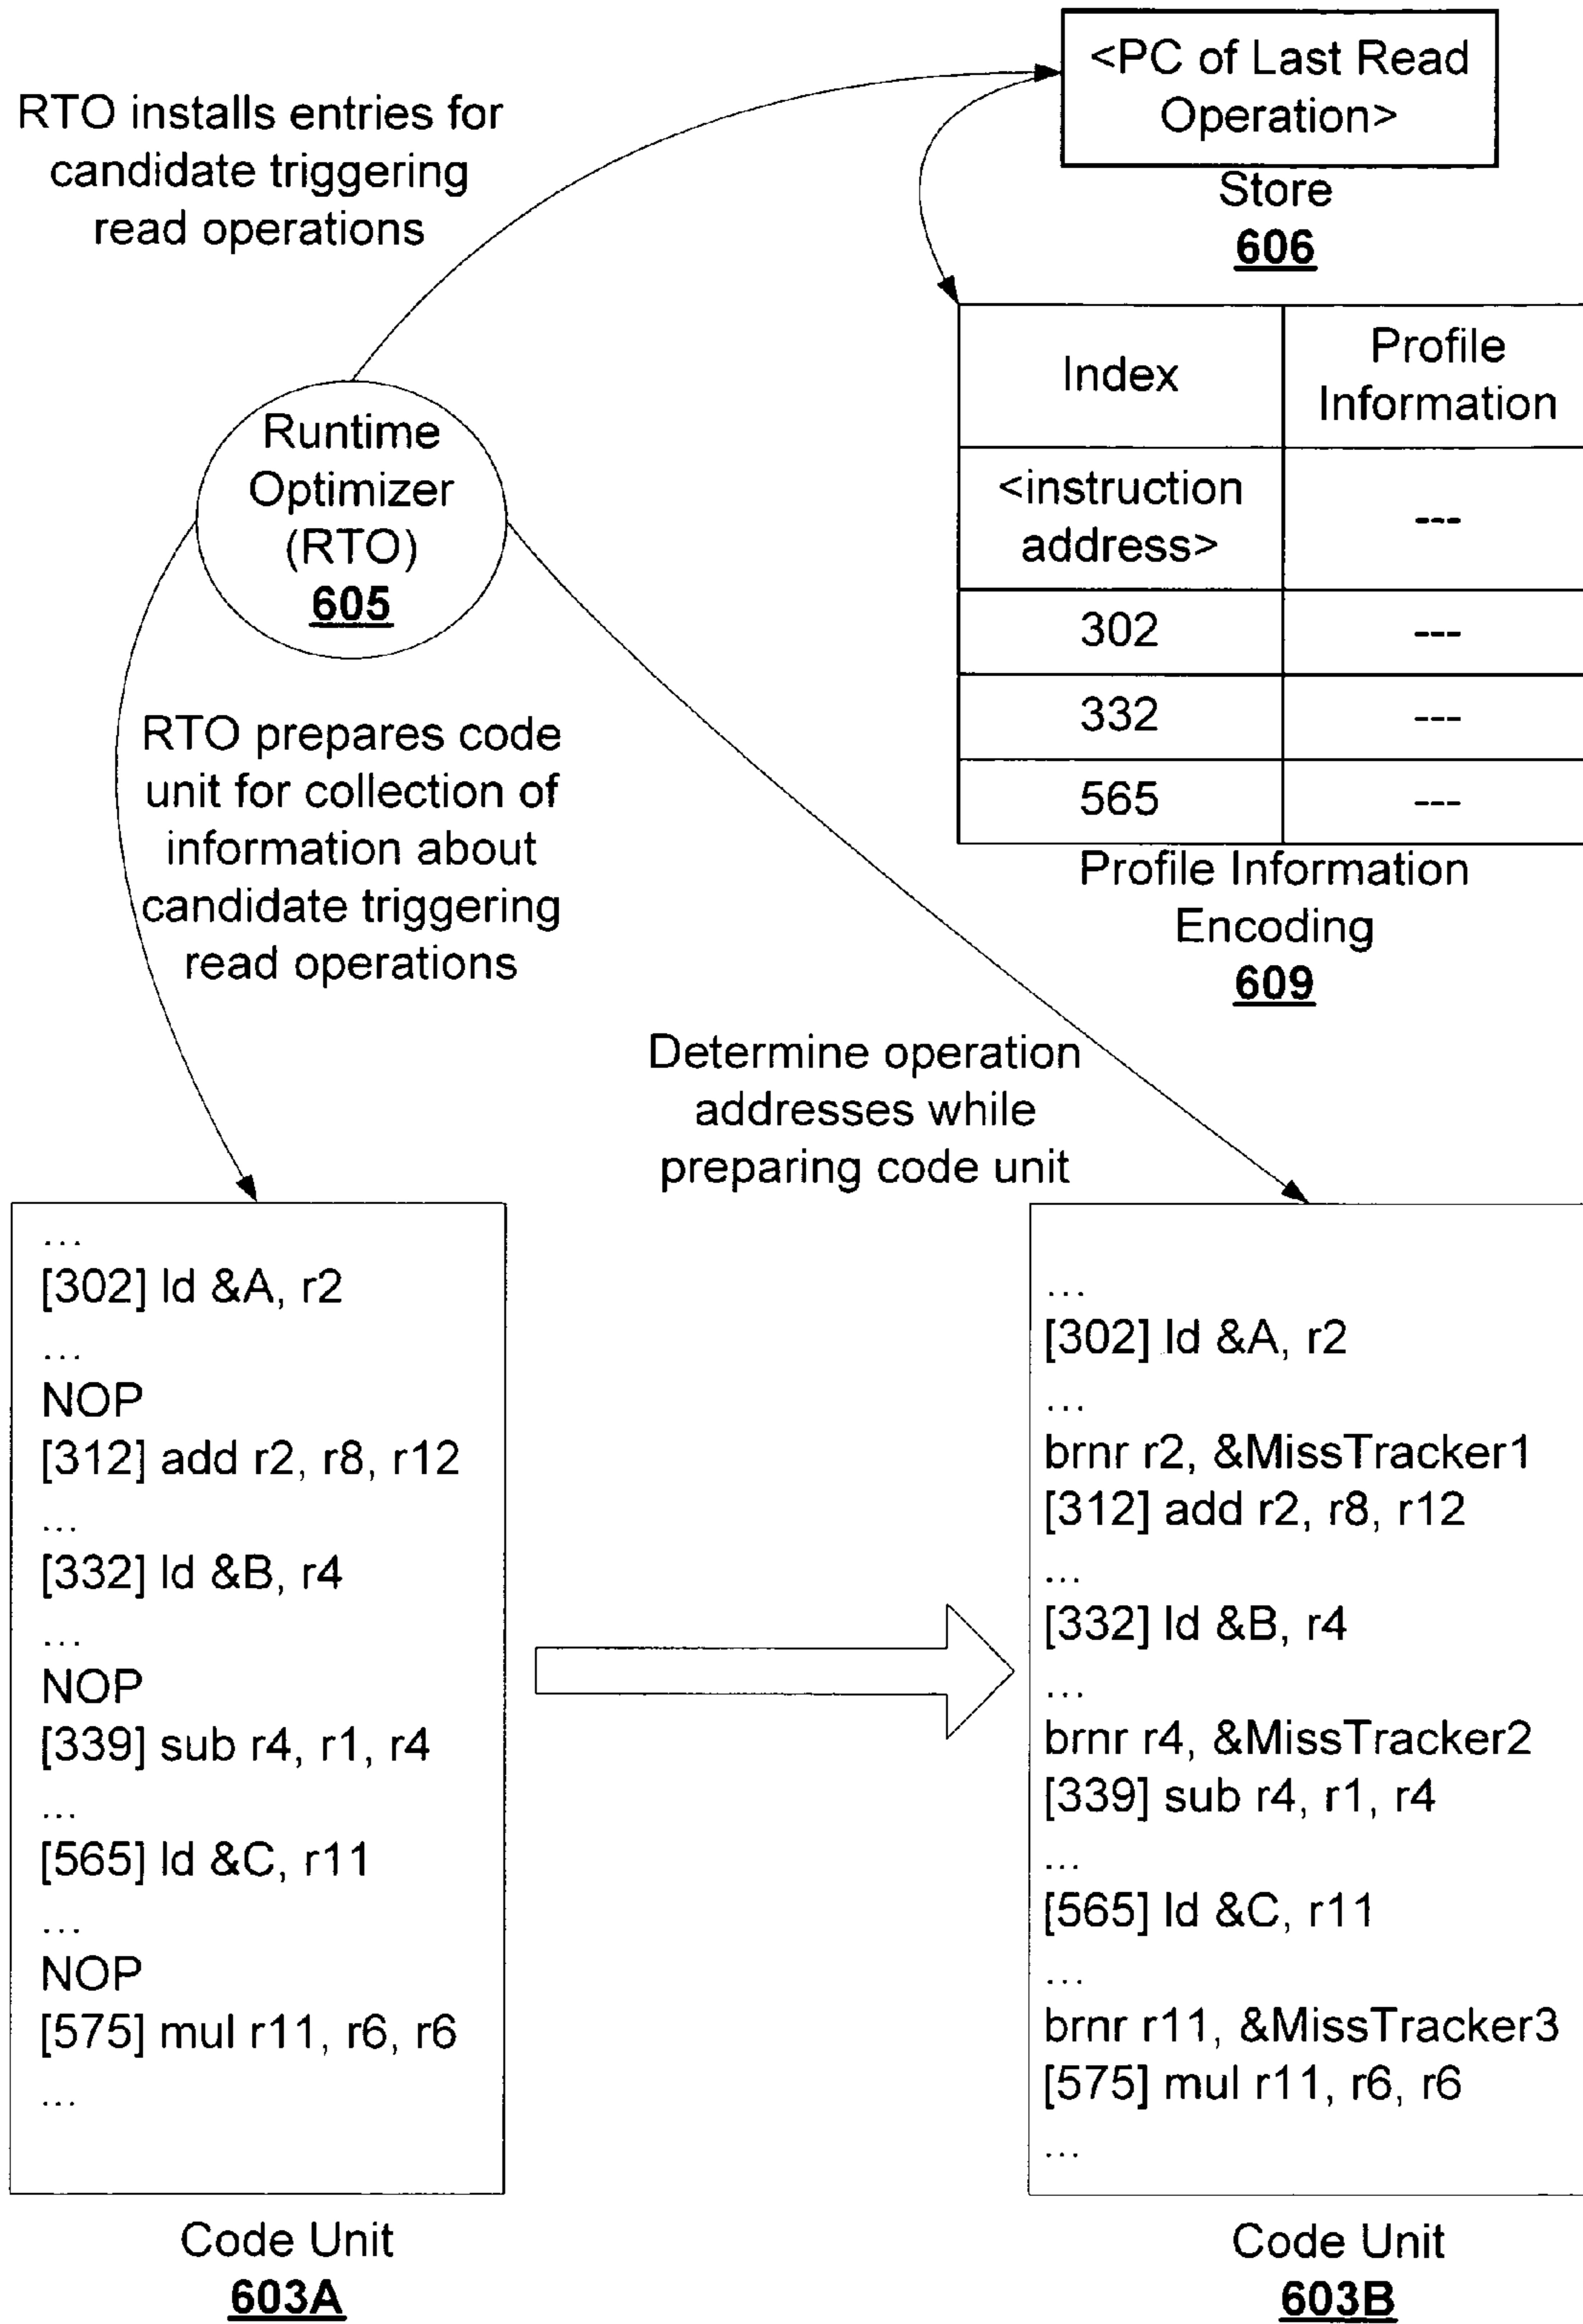 <PC of Last Read
Operation>
Store
606
RTO installs entries for
candidate triggering
read operations
Index
Profile
Information
<instruction
address>
---
302
---
332
---
565
---
Profile Information
Encoding
609
Runtime
Optimizer
(RTO)
605
RTO prepares code
unit for collection of
information about
candidate triggering
read operations
Determine operation
addresses while
preparing code unit
...
[302] ld &A, r2
...
NOP
[312] add r2, r8, r12
...
[332] ld &B, r4
...
NOP
[339] sub r4, r1, r4
...
[565] ld &C, r11
...
NOP
[575] mul r11, r6, r6
...
Code Unit
603A
...
[302] ld &A, r2
...
brnr r2, &MissTracker1
[312] add r2, r8, r12
...
[332] ld &B, r4
...
brnr r4, &MissTracker2
[339] sub r4, r1, r4
...
[565] ld &C, r11
...
brnr r11, &MissTracker3
[575] mul r11, r6, r6
...
Code Unit
603B